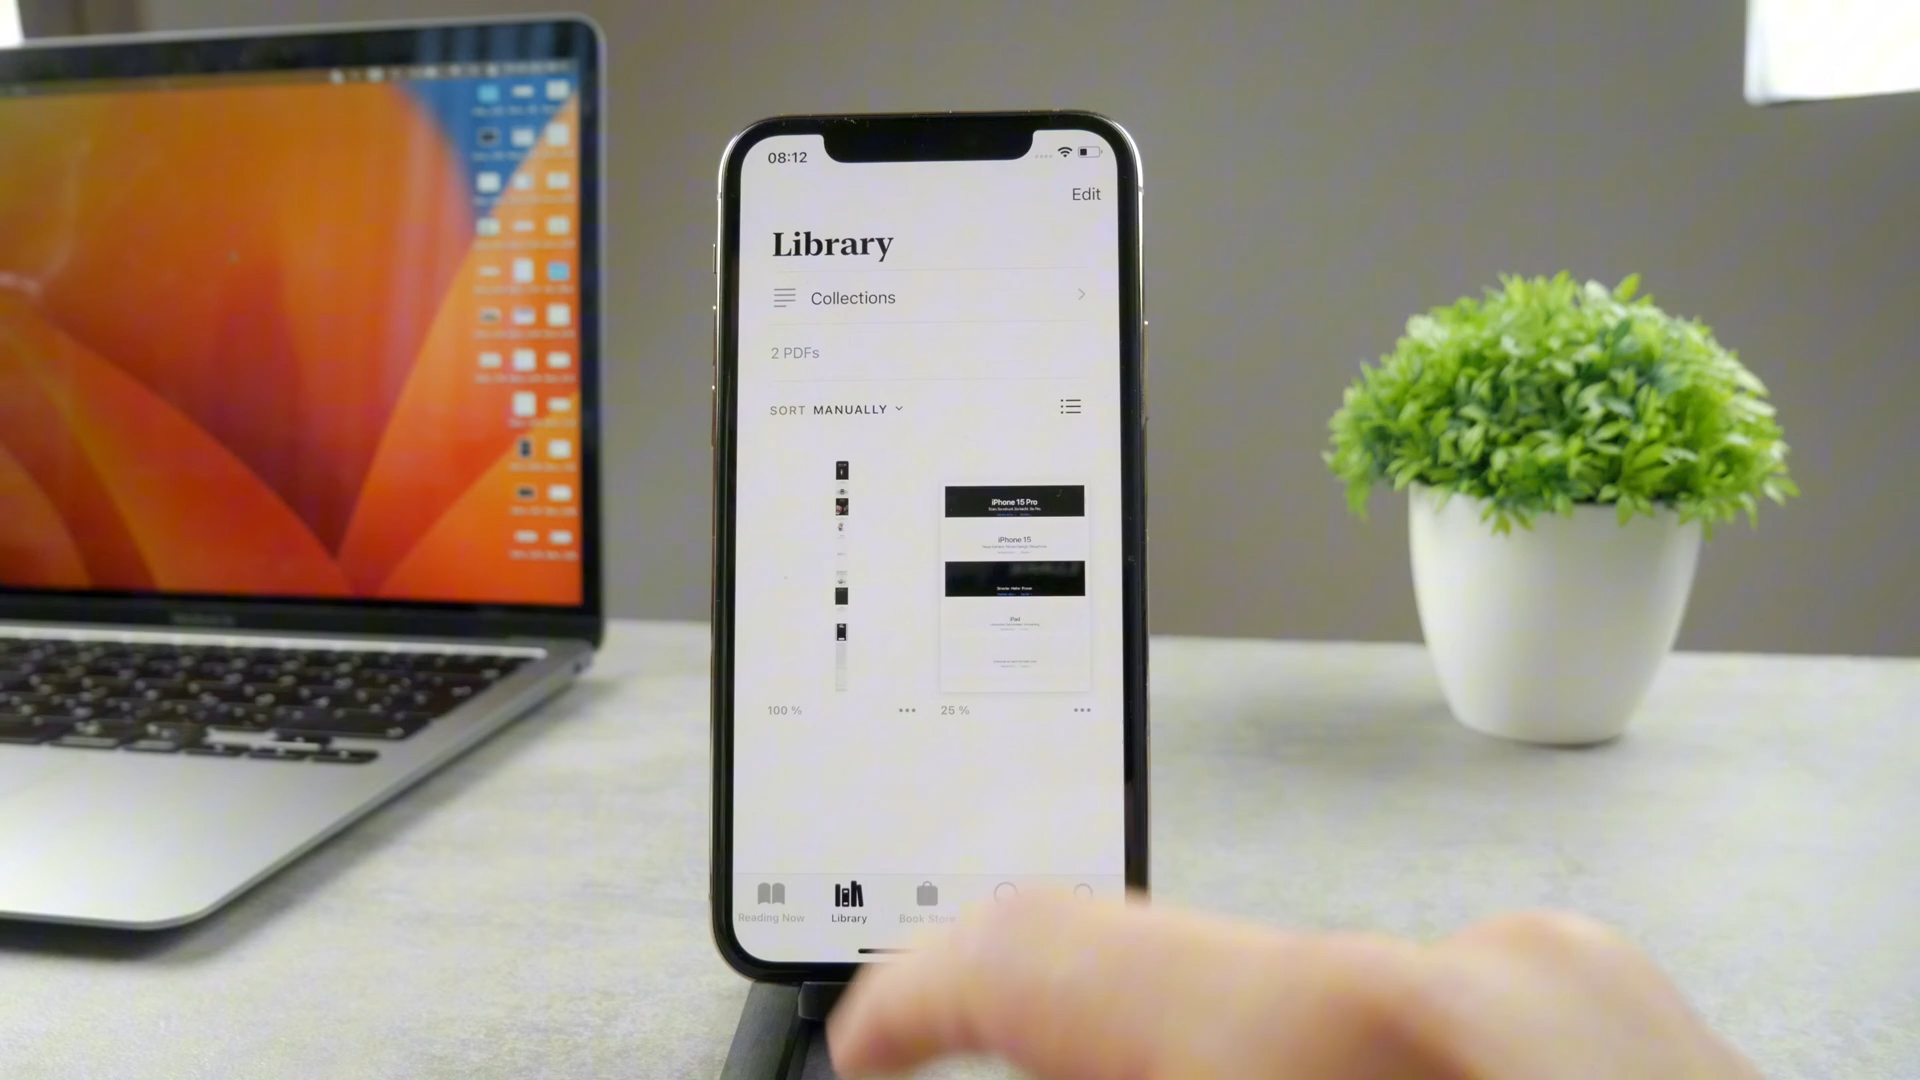 08:12
Edit
Library
Collections
2 PDFs
SORT MANUALLY
iPhone 15 Pro
iPhone 15
iPad
100 %
25 %
Reading Now
Library
Book Store